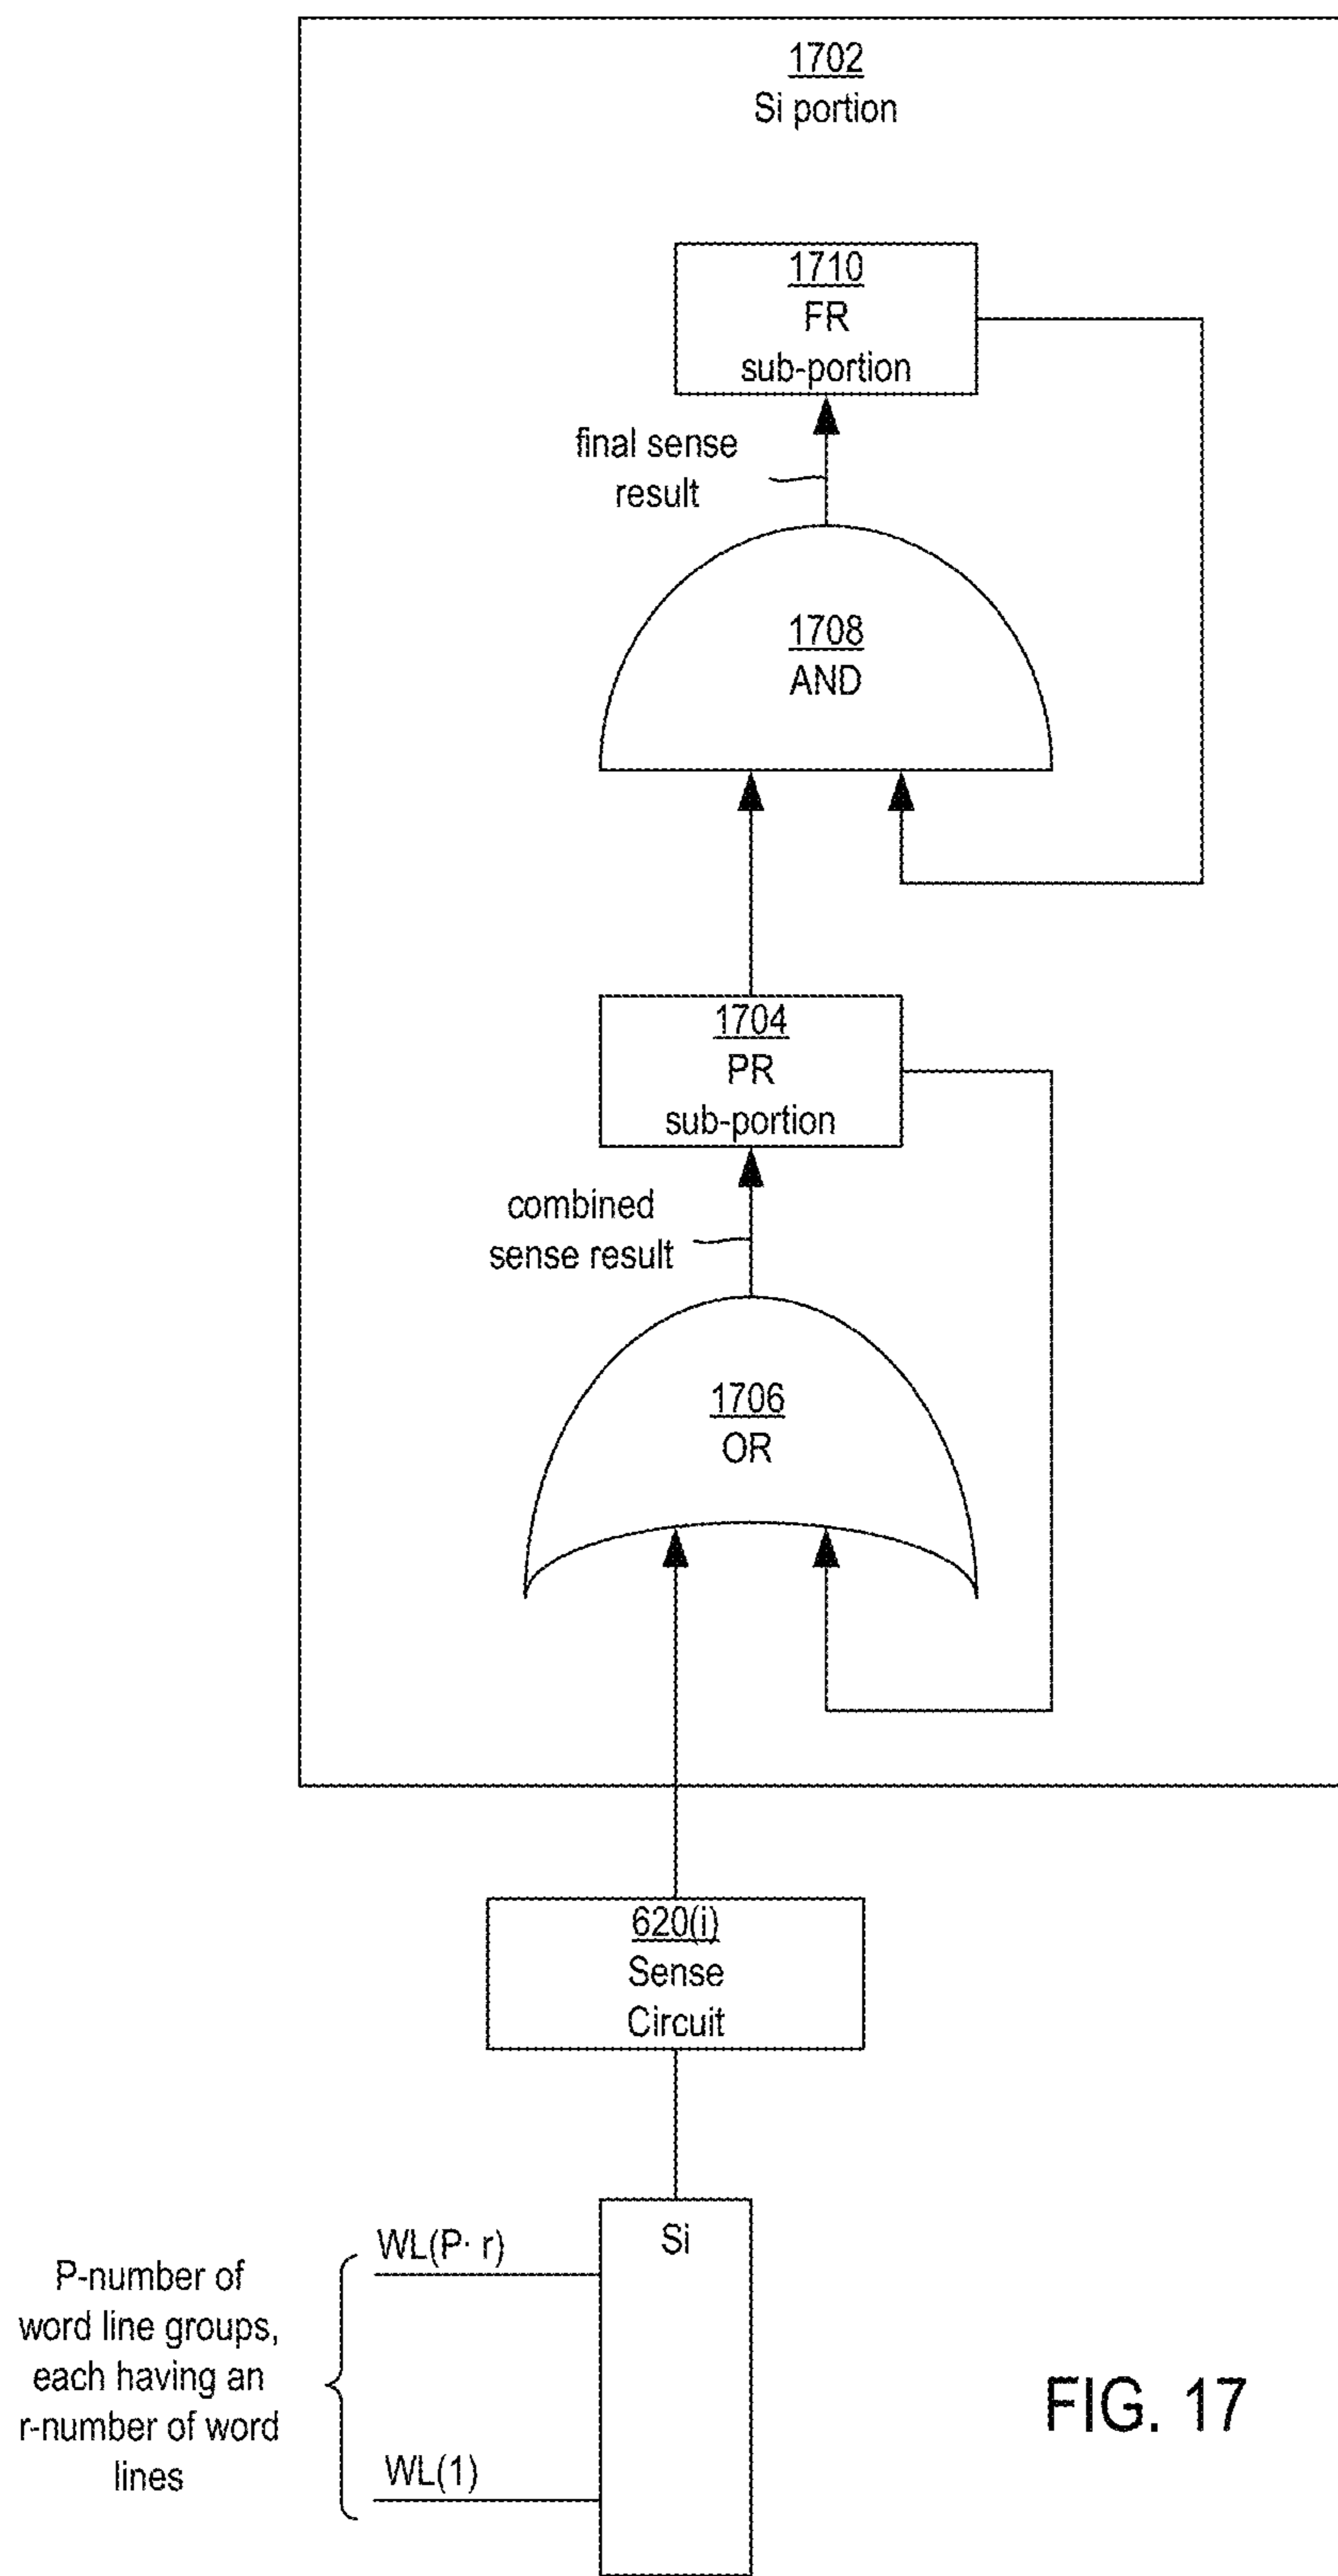 1702
Si portion
1710
FR
sub-portion
final sense
result
1708
AND
1704
PR
sub-portion
combined
sense result
1706
OR
620(i)
Sense
Circuit
Si
WL(P· r)
P-number of
word line groups,
each having an
r-number of word
lines
WL(1)
FIG. 17